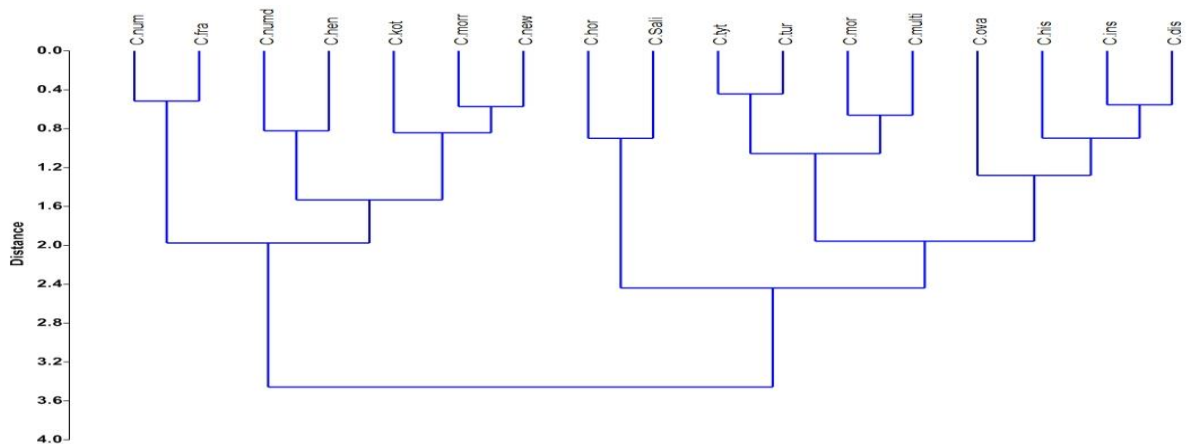 C.num
C.fra
C.numd
C.hen
C.kot
C.morr
C.new
C.hor
C.Sali
C.tyt
C.tur
C.mor
C.multi
C.ova
C.his
C.ins
C.dis
0.0
0.4
0.8
1.2
1.6
2.0
2.4
2.8
3.2
3.6
4.0
Distance